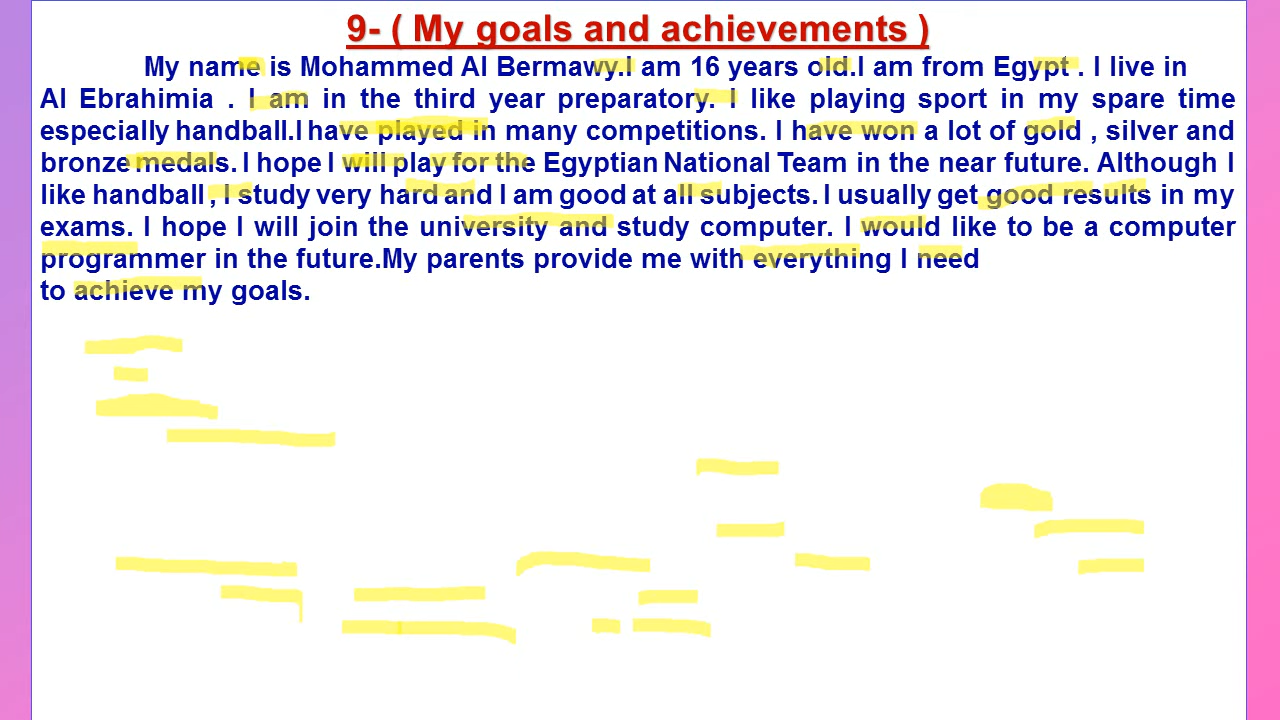 9- ( My goals and achievements )
My name is Mohammed Al Bermawy.I am 16 years old.I am from Egypt . I live in
Al Ebrahimia . I am in the third year preparatory. I like playing sport in my spare time
especially handball.I have played in many competitions. I have won a lot of gold , silver and
bronze medals. I hope I will play for the Egyptian National Team in the near future. Although I
like handball , I study very hard and I am good at all subjects. I usually get good results in my
exams. I hope I will join the university and study computer. I would like to be a computer
programmer in the future.My parents provide me with everything I need
to achieve my goals.